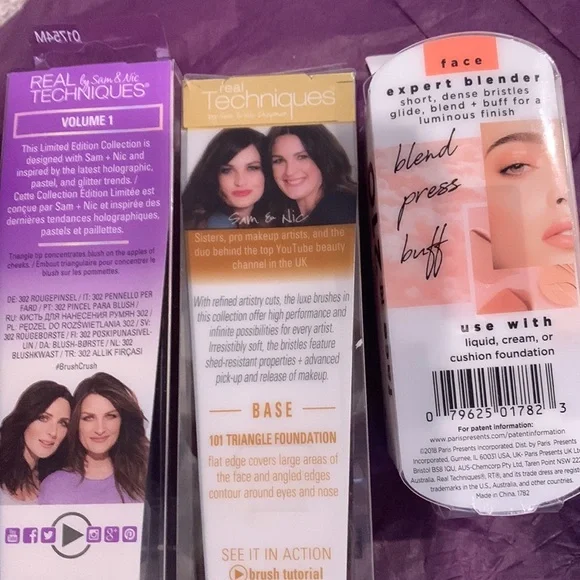 01754M
REAL by Sam & Nic
TECHNIQUES®
VOLUME 1
This Limited Edition Collection is
designed with Sam + Nic and
inspired by the latest holographic,
pastel, and glitter trends. /
Cette Collection Edition Limitée est
conçue par Sam + Nic et inspirée des
dernières tendances holographiques,
pastels et pailletes.
Triangle tip concentrates blush on the apples of
cheeks. / Embout triangulaire pour concentrer le
blush sur les pommettes.
DE: 302 ROUGEPINSEL / IT: 302 PENNELLO PER
FARD / PT: 302 PINCEL PARA BLUSH /
RU: КИСТЬ ДЛЯ НАНЕСЕНИЯ РУМЯН 302 /
PL: PĘDZEL DO ROZŚWIETLANIA 302 / SV:
302 ROUGEBORSTE / FI: 302 POSKIPUNASIVEL-
LIN / DA: BLUSH-BØRSTE / NL: 302
BLUSHKWAST / TR: 302 ALLIK FIRÇASI
#BrushCrush
real
Techniques®
by Sam & Nic Chapman
Sam & Nic
Sisters, pro makeup artists, and the
duo behind the top YouTube beauty
channel in the UK
With refined artistry cuts, the luxe brushes in
this collection offer high performance and
infinite possibilities for every artist.
Irresistibly soft, the bristles feature
shed-resistant properties + advanced
pick-up and release of makeup.
BASE
101 TRIANGLE FOUNDATION
flat edge covers large areas of
the face and angled edges
contour around eyes and nose
SEE IT IN ACTION
brush tutorial
face
expert blender
short, dense bristles
glide, blend + buff for a
luminous finish
blend
press
buff
use with
liquid, cream, or
cushion foundation
0 79625 01782 3
For patent information:
www.parispresents.com/patentinformation
©2018 Paris Presents Incorporated. Dist. by Paris Presents
Incorporated, Gurnee, IL 60031 USA, UK- Paris Presents UK Ltd
Bristol BS8 1QU, AUS-Chemcorp Pty Ltd, Taren Point NSW 222
Australia. Real Techniques®, RT®, and its trade dress are regist
trademarks in the U.S., Australia, and other countries.
Made in China. 1782